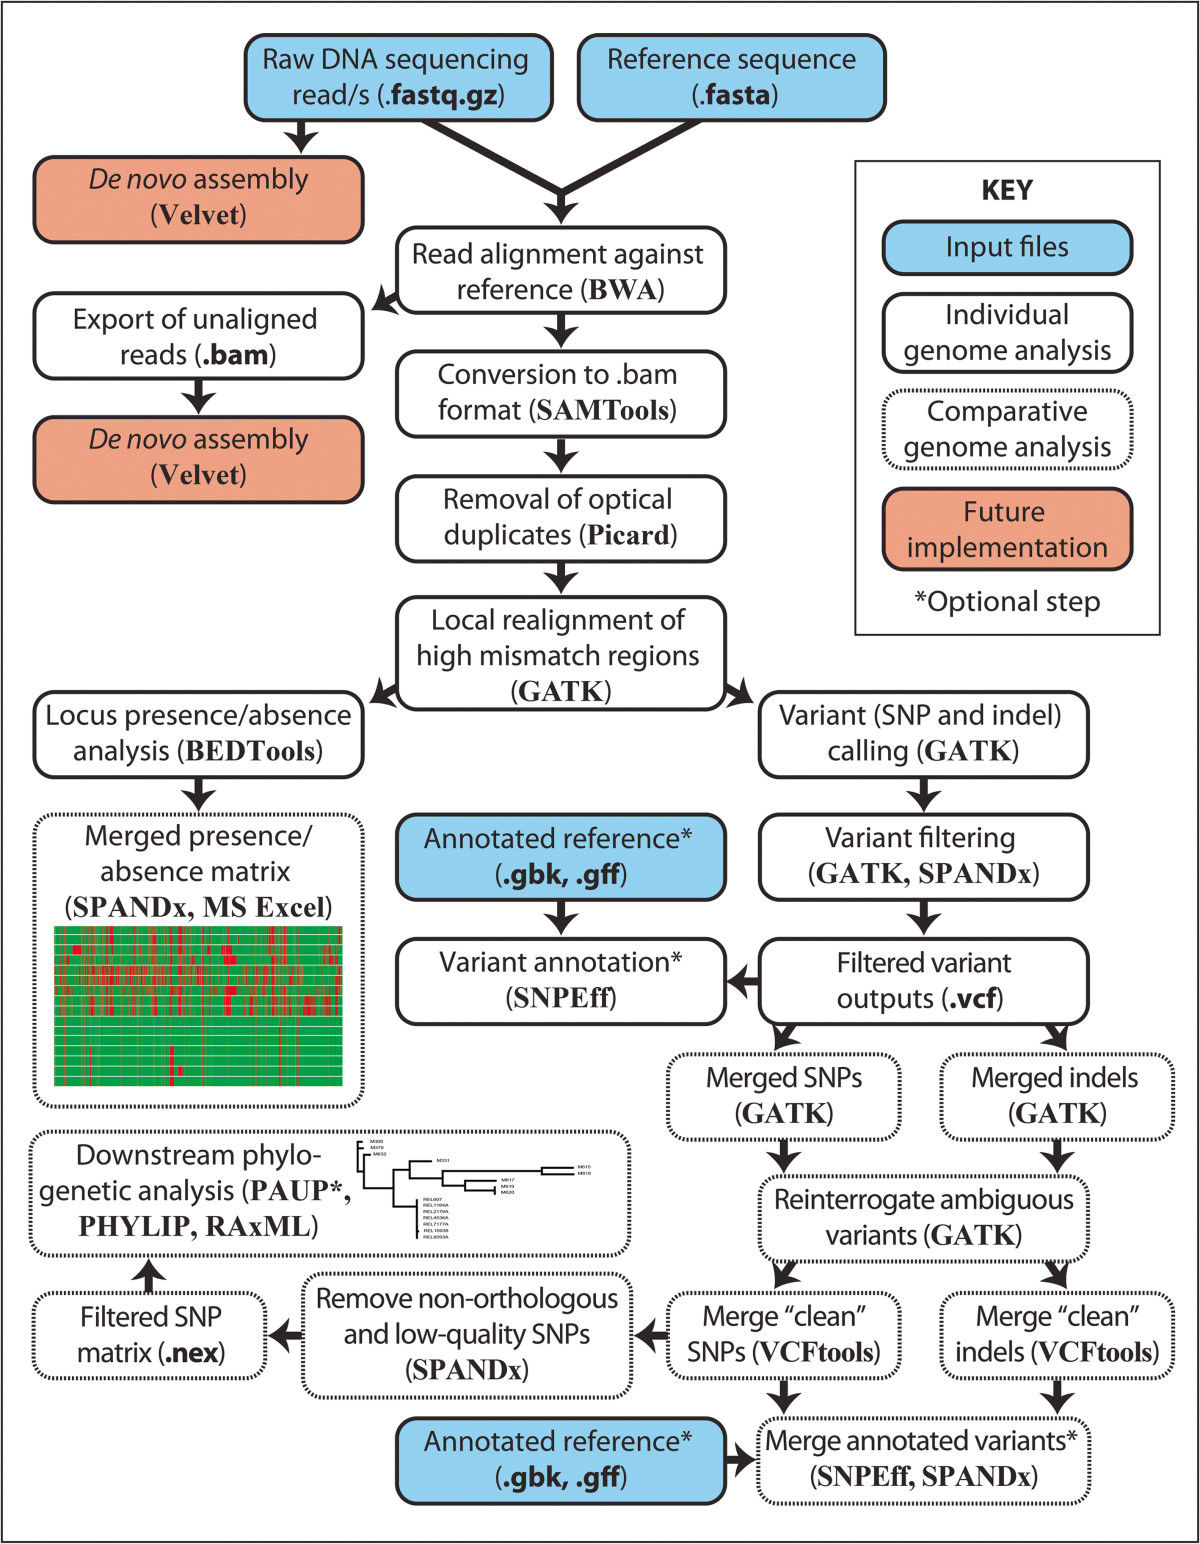 Raw DNA sequencing
read/s (.fastq.gz)
Reference sequence
(.fasta)
De novo assembly
(Velvet)
KEY
Input files
Individual
genome analysis
Comparative
genome analysis
Future
implementation
*Optional step
Read alignment against
reference (BWA)
Export of unaligned
reads (.bam)
De novo assembly
(Velvet)
Conversion to .bam
format (SAMTools)
Removal of optical
duplicates (Picard)
Local realignment of
high mismatch regions
(GATK)
Locus presence/absence
analysis (BEDTools)
Variant (SNP and indel)
calling (GATK)
Merged presence/
absence matrix
(SPANDx, MS Excel)
Annotated reference*
(.gbk, .gff)
Variant filtering
(GATK, SPANDx)
Variant annotation*
(SNPEff)
Filtered variant
outputs (.vcf)
Merged SNPs
(GATK)
Merged indels
(GATK)
Downstream phylo-
genetic analysis (PAUP*,
PHYLIP, RAxML)
M300
M379
M632
M331
M615
M618
M617
M619
M620
REL607
REL1164A
REL2179A
REL4536A
REL7177A
REL10938
REL8593A
Reinterrogate ambiguous
variants (GATK)
Filtered SNP
matrix (.nex)
Remove non-orthologous
and low-quality SNPs
(SPANDx)
Merge “clean”
SNPs (VCFtools)
Merge “clean”
indels (VCFtools)
Annotated reference*
(.gbk, .gff)
Merge annotated variants*
(SNPEff, SPANDx)